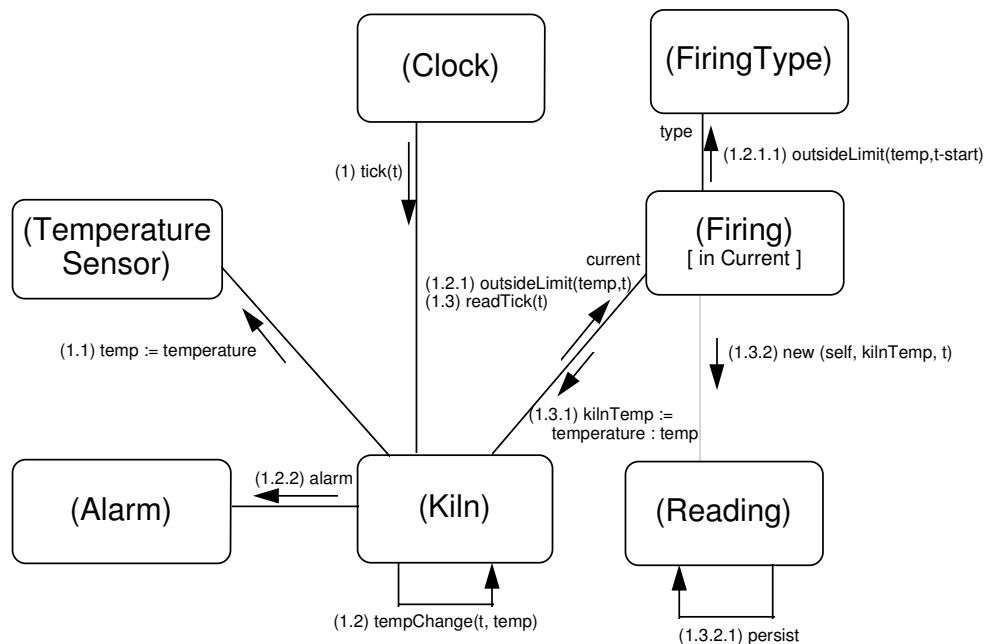 (Clock)
(FiringType)
type
(1.2.1.1) outsideLimit(temp,t-start)
(1) tick(t)
(Temperature
Sensor)
(Firing)
[ in Current ]
current
(1.2.1) outsideLimit(temp,t)
(1.3) readTick(t)
(1.1) temp := temperature
(1.3.2) new (self, kilnTemp, t)
(1.3.1) kilnTemp :=
temperature : temp
(1.2.2) alarm
(Alarm)
(Kiln)
(Reading)
(1.2) tempChange(t, temp)
(1.3.2.1) persist